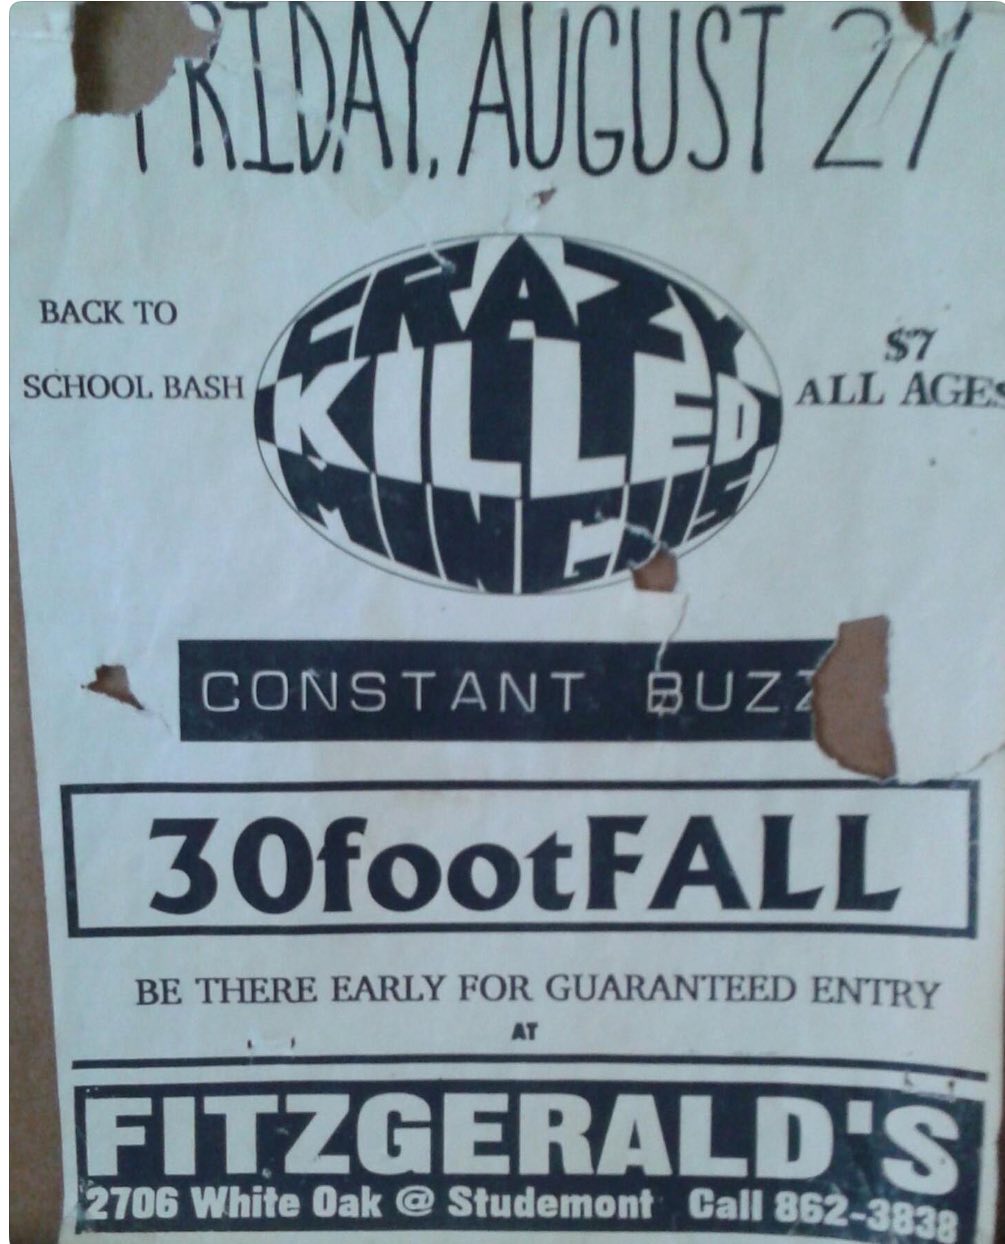 FRIDAY, AUGUST 27
BACK TO
SCHOOL BASH
CRAZY
KILLED
MINGUS
$7
ALL AGES
CONSTANT BUZZ
30footFALL
BE THERE EARLY FOR GUARANTEED ENTRY
AT
FITZGERALD'S
2706 White Oak @ Studemont Call 862-3838